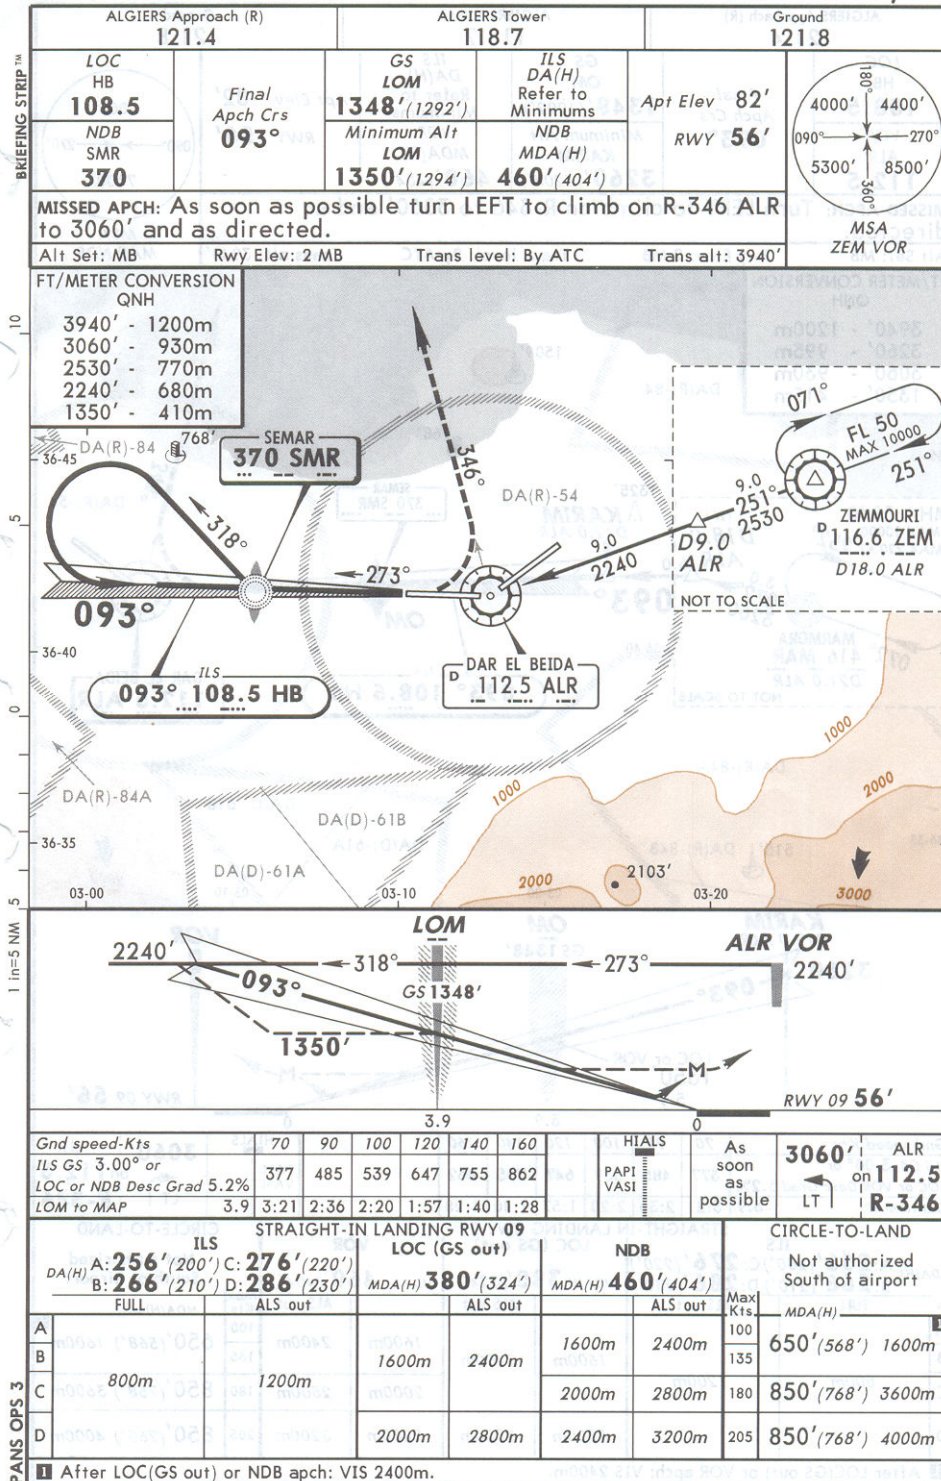 ALGIERS Approach (R) ALGIERS Tower Ground
121.4 118.7 121.8
BRIEFING STRIP™
LOC
HB
108.5
NDB
SMR
370
Final
Apch Crs
093°
GS
LOM
1348' (1292')
Minimum Alt
LOM
1350' (1294')
ILS
DA(H)
Refer to
Minimums
NDB
MDA(H)
460' (404')
Apt Elev 82'
RWY 56'
180°
4000' 4400'
090° 270°
5300' 8500'
360°
MSA
ZEM VOR
MISSED APCH: As soon as possible turn LEFT to climb on R-346 ALR
to 3060' and as directed.
Alt Set: MB Rwy Elev: 2 MB Trans level: By ATC Trans alt: 3940'
FT/METER CONVERSION
QNH
3940' - 1200m
3060' - 930m
2530' - 770m
2240' - 680m
1350' - 410m
DA(R)-84
768'
SEMAR
370 SMR
36-45
318°
346°
DA(R)-54
273°
093°
9.0
2240
9.0
251°
2530
D9.0
ALR
071°
FL 50
MAX 10000
251°
ZEMMOURI
D 116.6 ZEM
D18.0 ALR
NOT TO SCALE
36-40
ILS
093° 108.5 HB
DAR EL BEIDA
D 112.5 ALR
DA(R)-84A
DA(D)-61B
DA(D)-61A
36-35
1000
1000
2000
2000
2103'
3000
03-00 03-10 03-20
10
5
0
5
1 in=5 NM
LOM
ALR VOR
2240' 318° 273° 2240'
093°
GS 1348'
1350'
M
RWY 09 56'
3.9 0
Gnd speed-Kts 70 90 100 120 140 160
ILS GS 3.00° or
LOC or NDB Desc Grad 5.2% 377 485 539 647 755 862
LOM to MAP 3.9 3:21 2:36 2:20 1:57 1:40 1:28
HIALS
PAPI
VASI
As
soon
as
possible
3060'
LT
on
ALR
112.5
R-346
STRAIGHT-IN LANDING RWY 09 CIRCLE-TO-LAND
ILS
DA(H) A: 256' (200') C: 276' (220')
B: 266' (210') D: 286' (230')
LOC (GS out)
MDA(H) 380' (324')
NDB
MDA(H) 460' (404')
Not authorized
South of airport
FULL ALS out ALS out ALS out
Max
Kts.
MDA(H)
A 100 650' (568') 1600m 1
B 800m 1200m 1600m 2400m 1600m 2400m 135
C 2000m 2800m 180 850' (768') 3600m
D 2000m 2800m 2400m 3200m 205 850' (768') 4000m
PANS OPS 3
1 After LOC(GS out) or NDB apch: VIS 2400m.